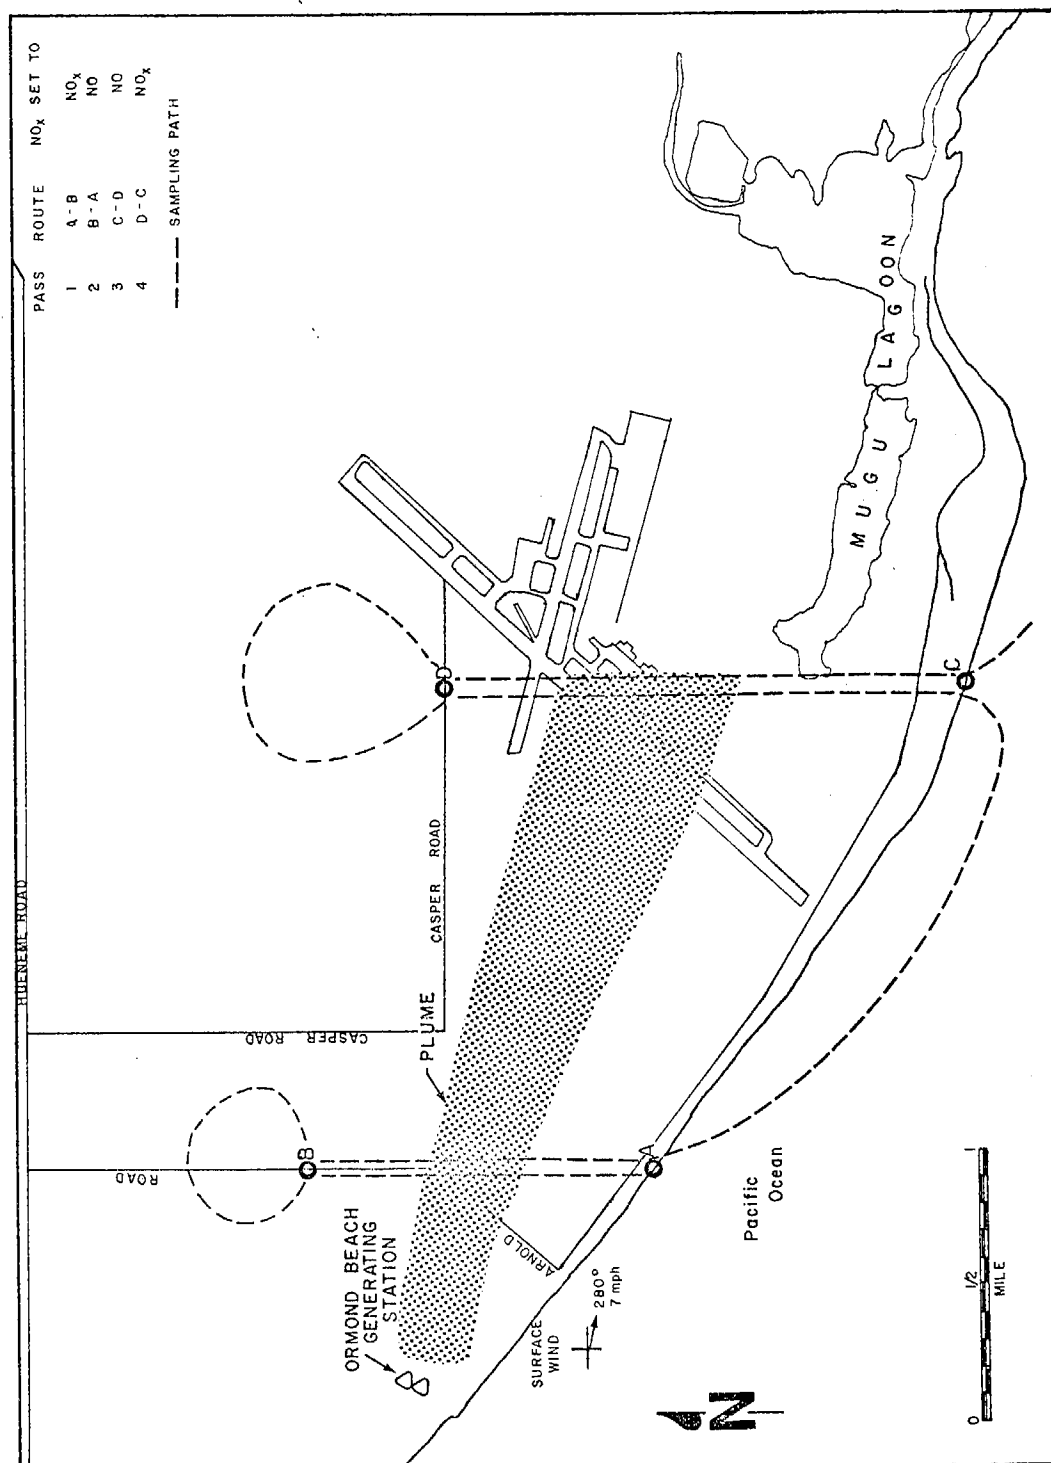 PASS ROUTE NOx SET TO
1 A-B NOx
2 B-A NO
3 C-D NO
4 D-C NOx
SAMPLING PATH
HUENEME ROAD
CASPER ROAD
CASPER ROAD
ROAD
B
D
PLUME
ORMOND BEACH
GENERATING
STATION
ARNOLD
A
C
MUGU LAGOON
SURFACE
WIND
280°
7 mph
Pacific
Ocean
N
0 1/2 1
MILE